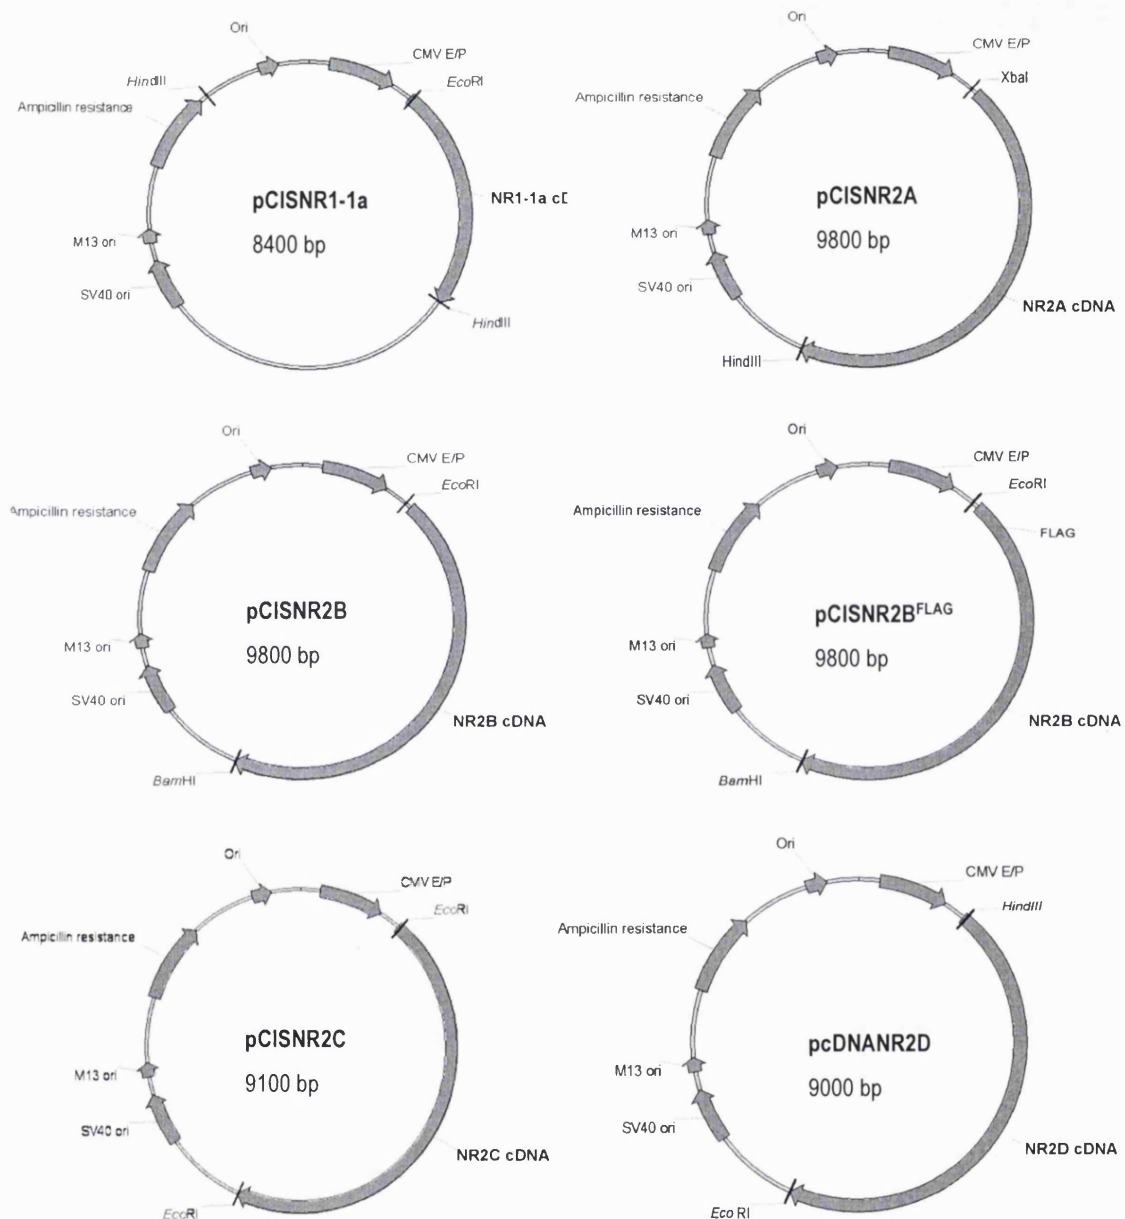 Ori
CMV E/P
HindIII
EcoRI
Ampicillin resistance
pCISNR1-1a
8400 bp
NR1-1a cD
M13 ori
SV40 ori
HindIII
Ori
CMV E/P
XbaI
Ampicillin resistance
pCISNR2A
9800 bp
M13 ori
SV40 ori
NR2A cDNA
HindIII
Ori
CMV E/P
EcoRI
Ampicillin resistance
pCISNR2B
9800 bp
M13 ori
SV40 ori
NR2B cDNA
BamHI
Ori
CMV E/P
EcoRI
Ampicillin resistance
FLAG
pCISNR2B^FLAG
9800 bp
M13 ori
SV40 ori
NR2B cDNA
BamHI
Ori
CMV E/P
EcoRI
Ampicillin resistance
pCISNR2C
9100 bp
M13 ori
SV40 ori
NR2C cDNA
EcoRI
Ori
CMV E/P
HindIII
Ampicillin resistance
pcDNANR2D
9000 bp
M13 ori
SV40 ori
NR2D cDNA
Eco RI